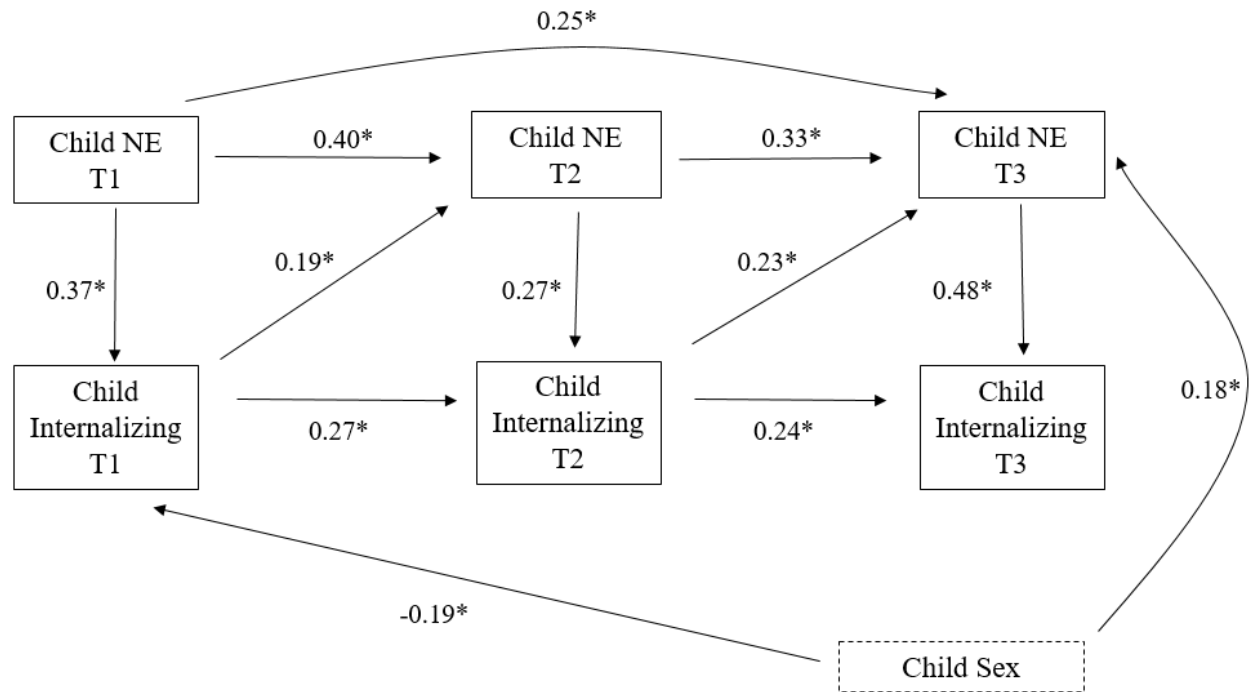 0.25*
Child NE
T1
0.40*
Child NE
T2
0.33*
Child NE
T3
0.37*
0.19*
0.27*
0.23*
0.48*
0.18*
Child
Internalizing
T1
0.27*
Child
Internalizing
T2
0.24*
Child
Internalizing
T3
-0.19*
Child Sex